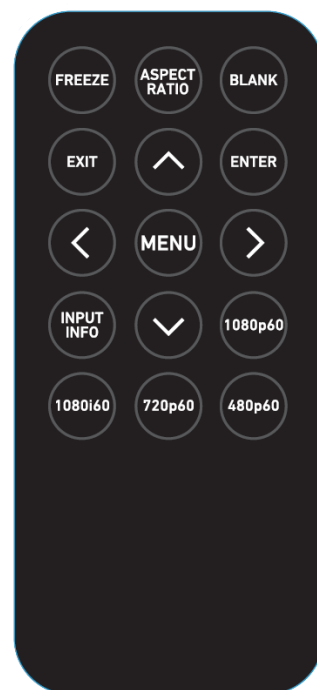 FREEZE
ASPECT
RATIO
BLANK
EXIT
ENTER
MENU
INPUT
INFO
1080p60
1080i60
720p60
480p60